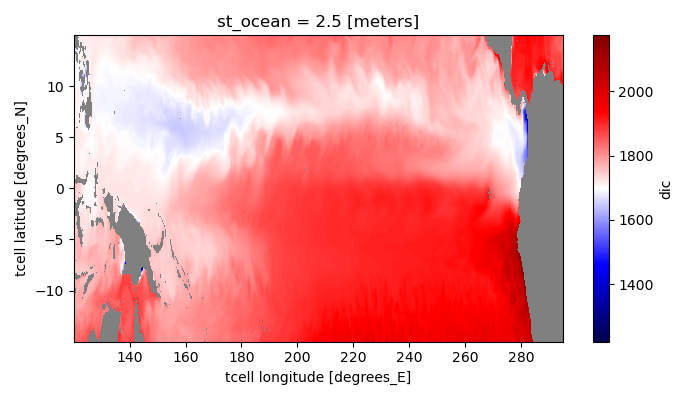 st_ocean = 2.5 [meters]
10
5
0
−5
−10
tcell latitude [degrees_N]
140 160 180 200 220 240 260 280
tcell longitude [degrees_E]
2000
1800
1600
1400
dic